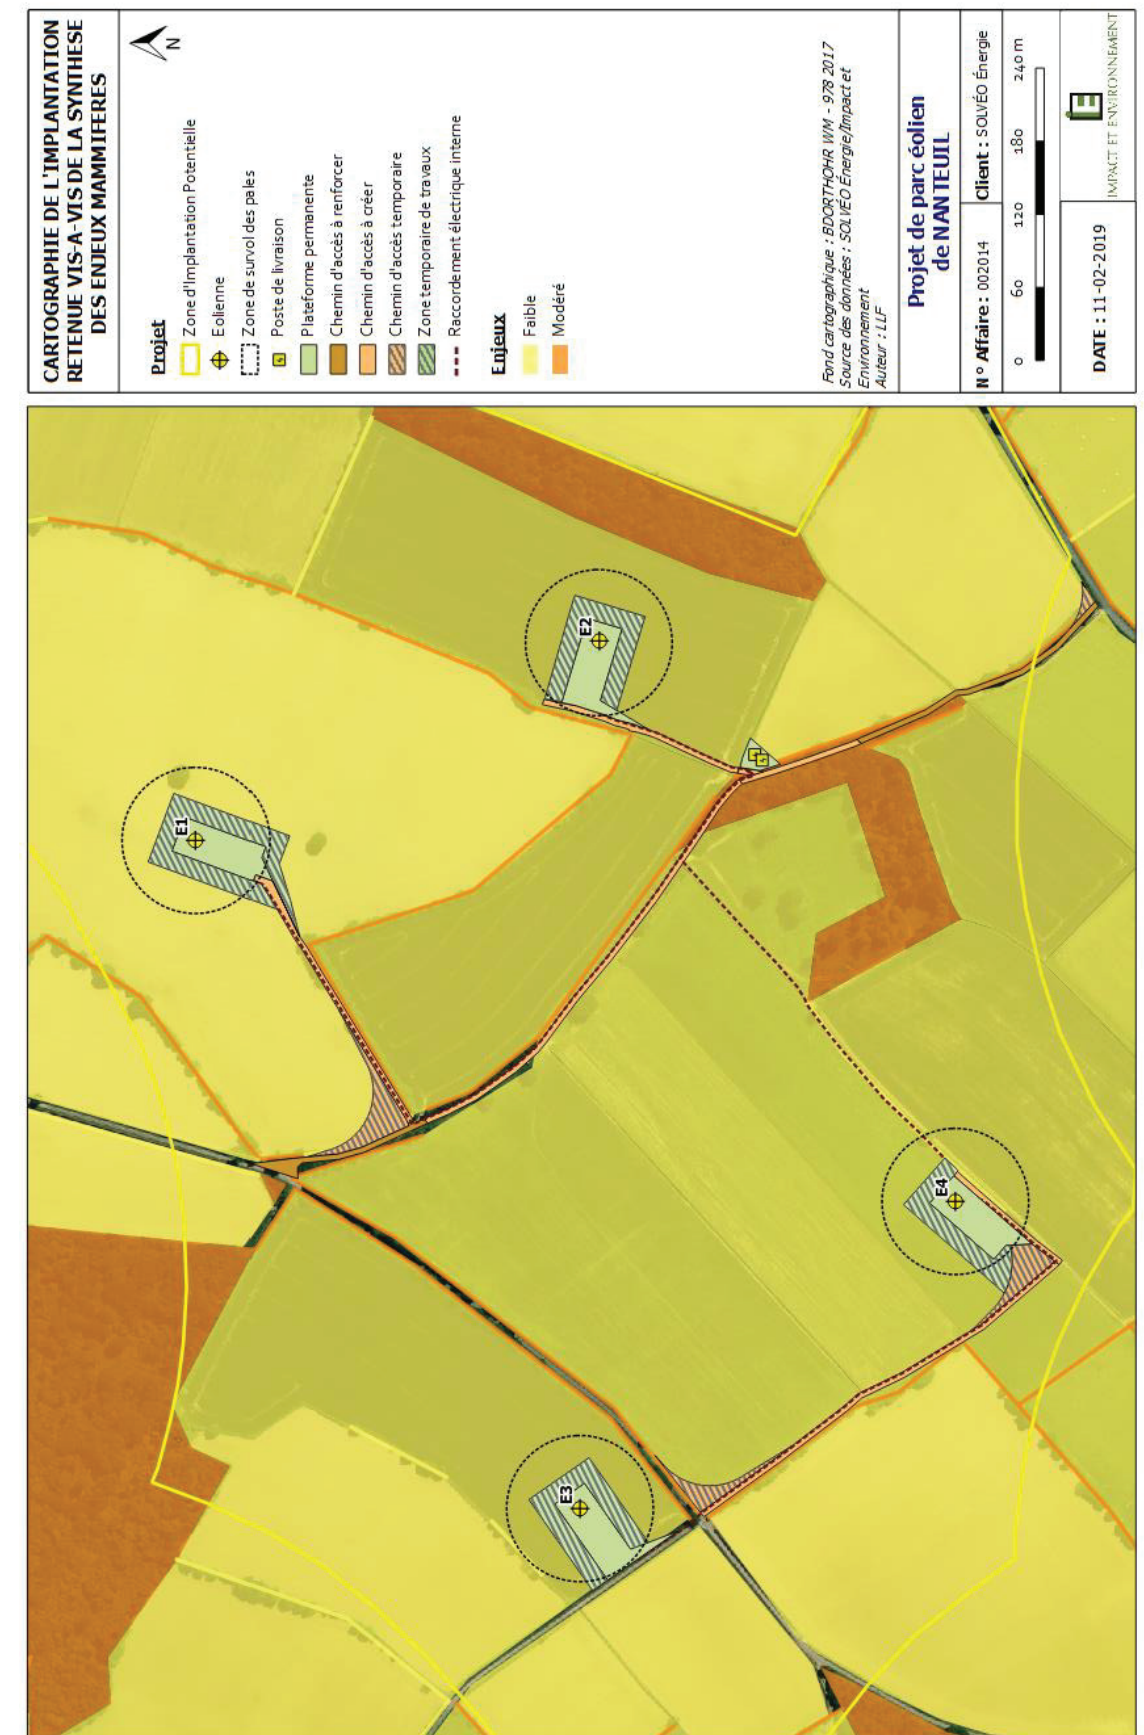 CARTOGRAPHIE DE L'IMPLANTATION
RETENUE VIS-A-VIS DE LA SYNTHESE
DES ENJEUX MAMMIFERES
N
Projet
Zone d'Implantation Potentielle
Eolienne
Zone de survol des pales
Poste de livraison
Plateforme permanente
Chemin d'accès à renforcer
Chemin d'accès à créer
Chemin d'accès temporaire
Zone temporaire de travaux
Raccordement électrique interne
Enjeux
Faible
Modéré
Fond cartographique : BDORTHOHR WM - 978 2017
Source des données : SOLVÉO Énergie/Impact et
Environnement
Auteur : LLF
Projet de parc éolien
de NANTEUIL
N° Affaire : 002014
Client : SOLVÉO Énergie
0 60 120 180 240 m
DATE : 11-02-2019
IE
IMPACT ET ENVIRONNEMENT
E1
E2
E3
E4